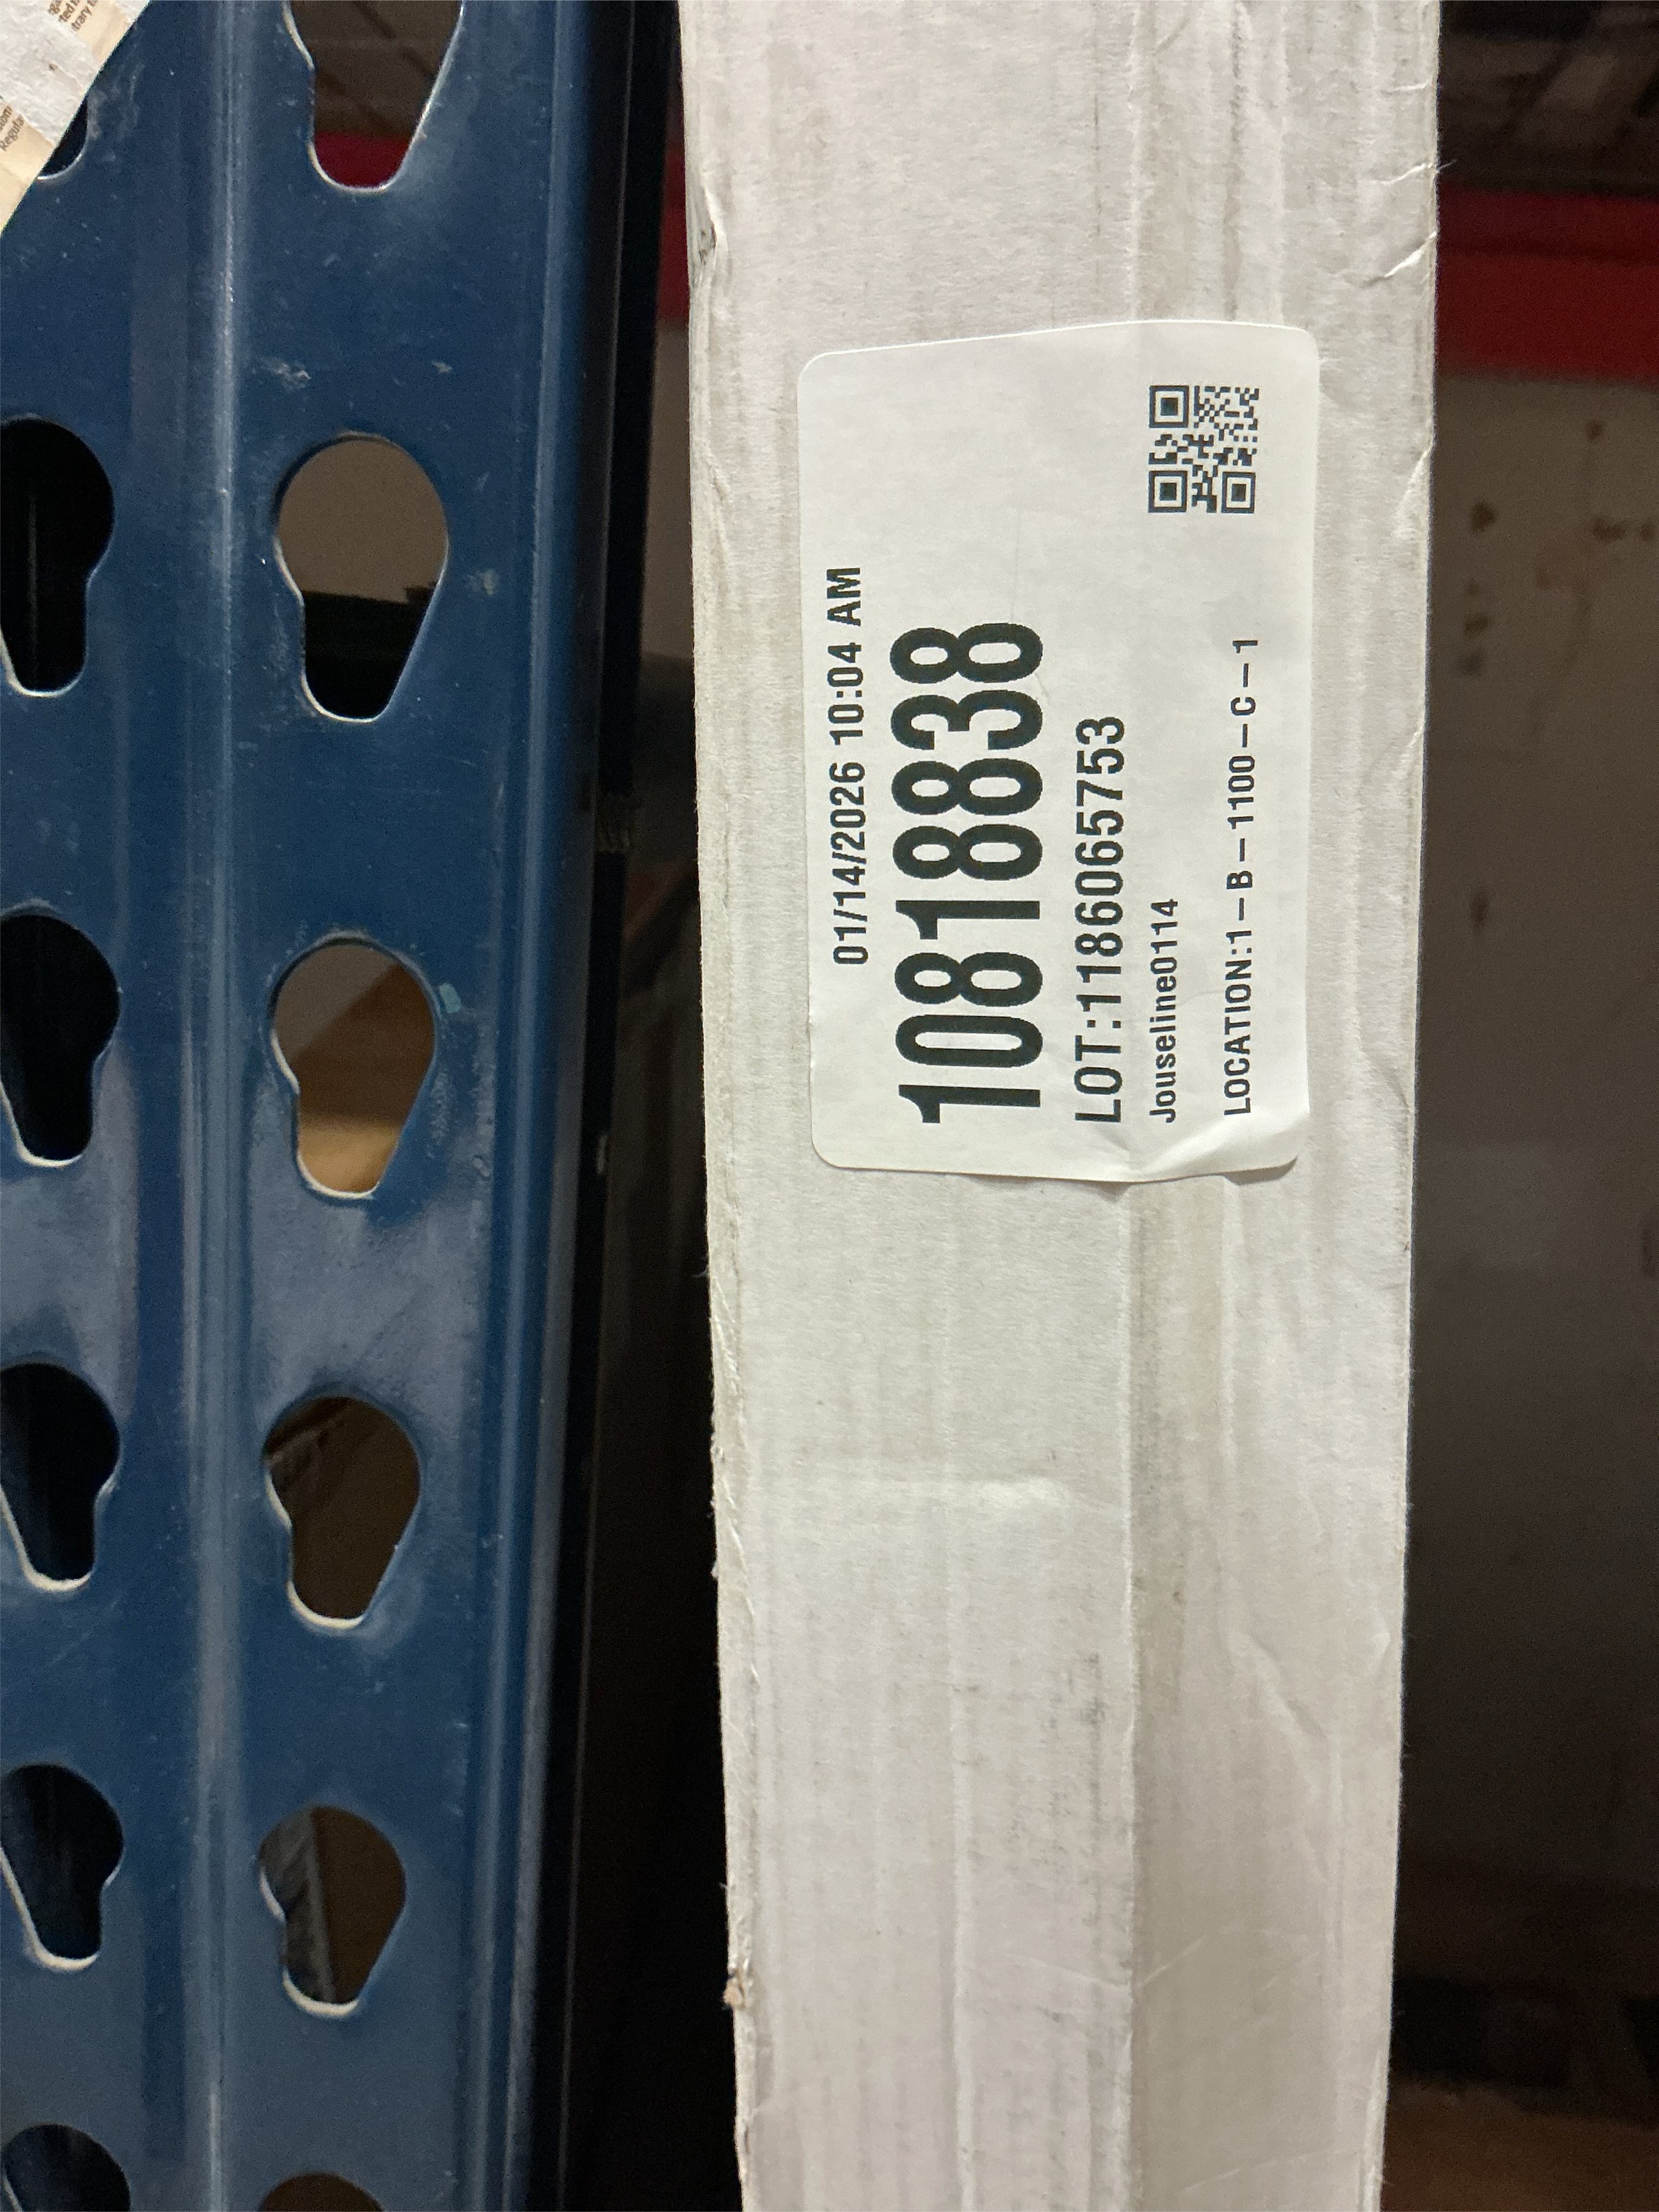 01/14/2026 10:04 AM
10818838
LOT:1186065753
Jouseline0114
LOCATION:1-B-1100-C-1